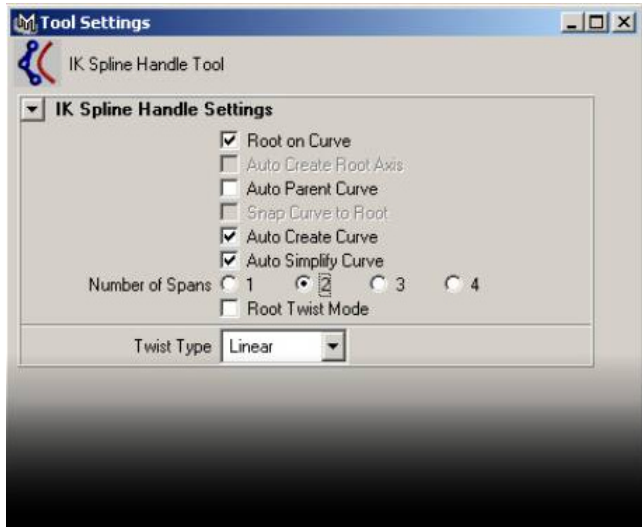 Tool Settings
IK Spline Handle Tool
IK Spline Handle Settings
Root on Curve
Auto Create Root Axis
Auto Parent Curve
Snap Curve to Root
Auto Create Curve
Auto Simplify Curve
Number of Spans 1 2 3 4
Root Twist Mode
Twist Type Linear